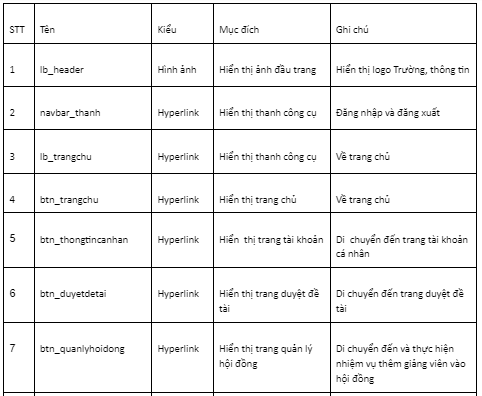 STT Tên Kiểu Mục đích Ghi chú
1 lb_header Hình ảnh Hiển thị ảnh đầu trang Hiển thị logo Trường, thông tin
2 navbar_thanh Hyperlink Hiển thị thanh công cụ Đăng nhập và đăng xuất
3 lb_trangchu Hyperlink Hiển thị thanh công cụ Về trang chủ
4 btn_trangchu Hyperlink Hiển thị trang chủ Về trang chủ
5 btn_thongtincanhan Hyperlink Hiển thị trang tài khoản Di chuyển đến trang tài khoản
cá nhân
6 btn_duyetdetai Hyperlink Hiển thị trang duyệt đề Di chuyển đến trang duyệt đề
tài tài
7 btn_quanlyhoidong Hyperlink Hiển thị trang quản lý Di chuyển đến và thực hiện
hội đồng nhiệm vụ thêm giảng viên vào
hội đồng